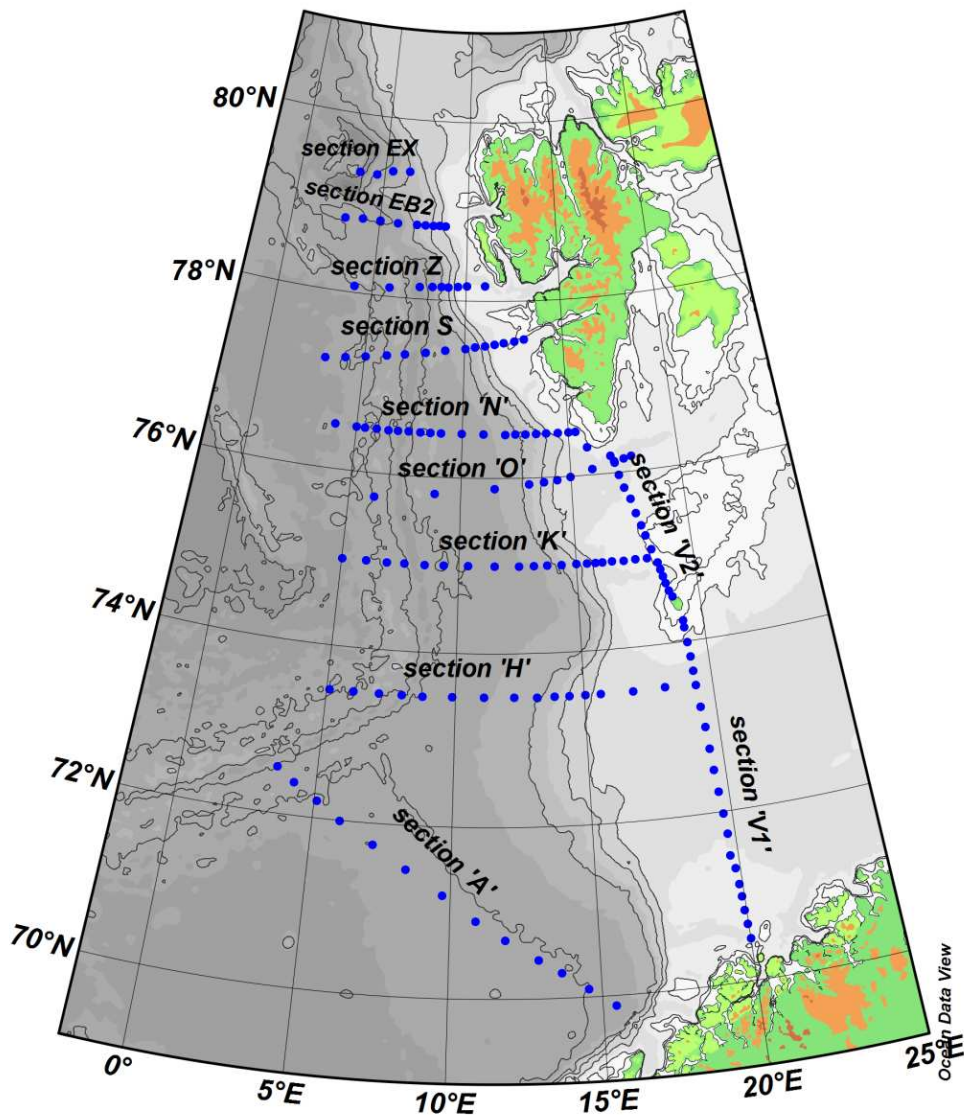 80°N
section EX
section EB2
78°N
section Z
section S
76°N
section 'N'
section 'O'
section 'V2'
section 'K'
74°N
section 'H'
72°N
section 'V1'
section 'A'
70°N
0°
5°E
10°E
15°E
20°E
25°E
Ocean Data View